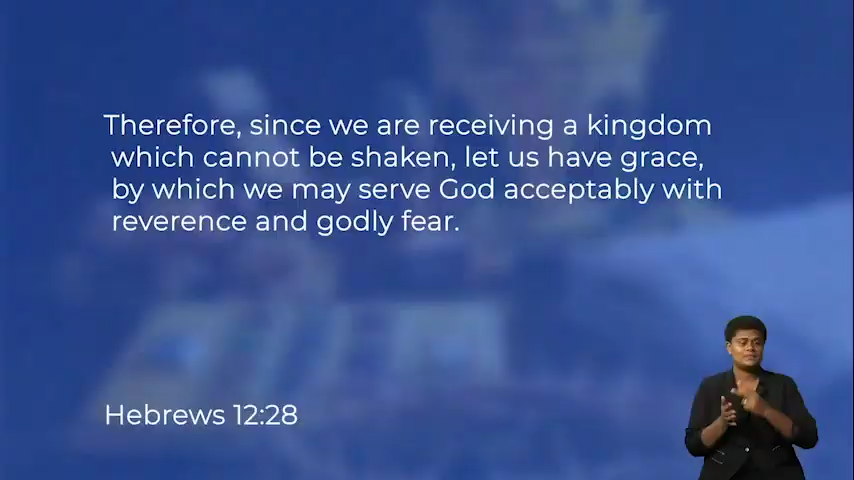 Therefore, since we are receiving a kingdom
which cannot be shaken, let us have grace,
by which we may serve God acceptably with
reverence and godly fear.
Hebrews 12:28